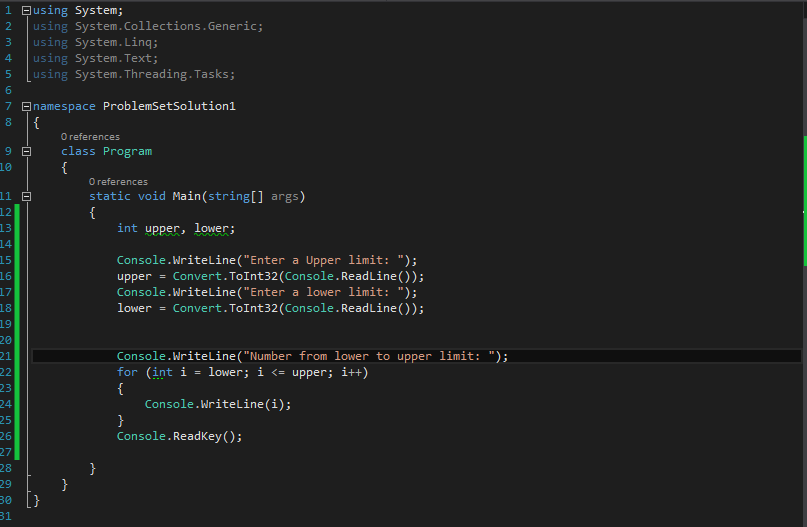 1 using System;
2 using System.Collections.Generic;
3 using System.Linq;
4 using System.Text;
5 using System.Threading.Tasks;
6
7 namespace ProblemSetSolution1
8 {
0 references
9 class Program
10 {
0 references
11 static void Main(string[] args)
12 {
13 int upper, lower;
14
15 Console.WriteLine("Enter a Upper limit: ");
16 upper = Convert.ToInt32(Console.ReadLine());
17 Console.WriteLine("Enter a lower limit: ");
18 lower = Convert.ToInt32(Console.ReadLine());
19
20
21 Console.WriteLine("Number from lower to upper limit: ");
22 for (int i = lower; i <= upper; i++)
23 {
24 Console.WriteLine(i);
25 }
26 Console.ReadKey();
27
28 }
29 }
30 }
31